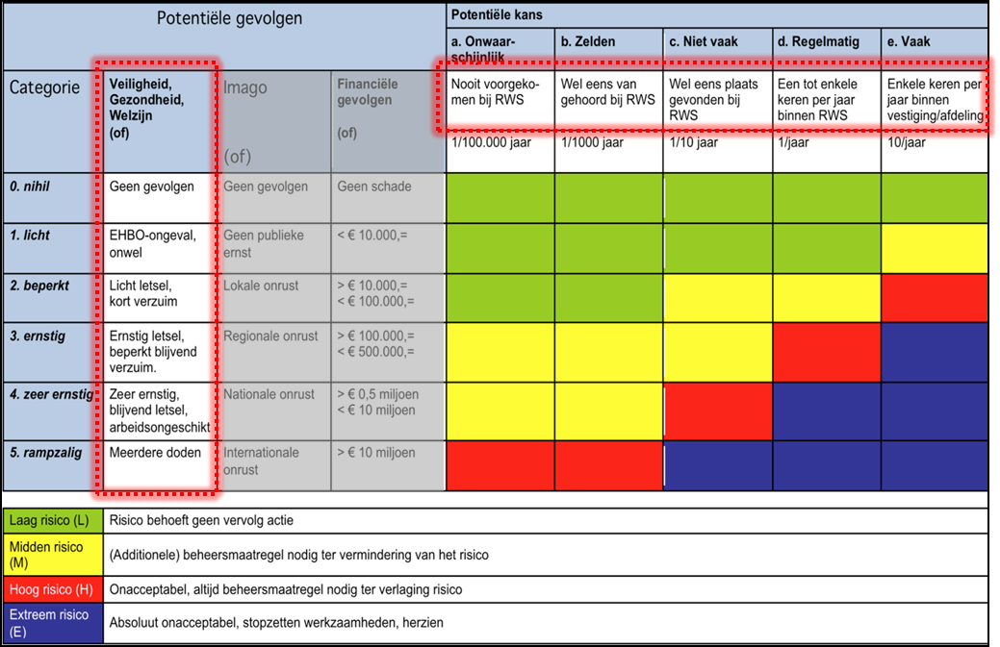 Potentiële gevolgen
Potentiële kans
a. Onwaar-
schijnlijk
b. Zelden
c. Niet vaak
d. Regelmatig
e. Vaak
Categorie
Veiligheid,
Gezondheid,
Welzijn
(of)
Imago
(of)
Financiële
gevolgen
(of)
Nooit voorgeko-
men bij RWS
Wel eens van
gehoord bij RWS
Wel eens plaats
gevonden bij
RWS
Een tot enkele
keren per jaar
binnen RWS
Enkele keren per
jaar binnen
vestiging/afdeling
1/100.000 jaar
1/1000 jaar
1/10 jaar
1/jaar
10/jaar
0. nihil
Geen gevolgen
Geen gevolgen
Geen schade
1. licht
EHBO-ongeval,
onwel
Geen publieke
ernst
< € 10.000,=
2. beperkt
Licht letsel,
kort verzuim
Lokale onrust
> € 10.000,=
< € 100.000,=
3. ernstig
Ernstig letsel,
beperkt blijvend
verzuim.
Regionale onrust
> € 100.000,=
< € 500.000,=
4. zeer ernstig
Zeer ernstig,
blijvend letsel,
arbeidsongeschikt
Nationale onrust
> € 0,5 miljoen
< € 10 miljoen
5. rampzalig
Meerdere doden
Internationale
onrust
> € 10 miljoen
Laag risico (L)
Risico behoeft geen vervolg actie
Midden risico
(M)
(Additionele) beheersmaatregel nodig ter vermindering van het risico
Hoog risico (H)
Onacceptabel, altijd beheersmaatregel nodig ter verlaging risico
Extreem risico
(E)
Absoluut onacceptabel, stopzetten werkzaamheden, herzien